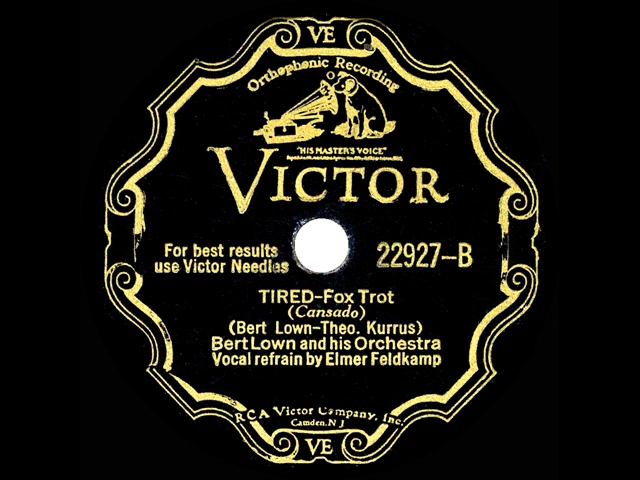 VE
Orthophonic Recording
"HIS MASTER'S VOICE"
VICTOR
For best results
use Victor Needles
22927-B
TIRED-Fox Trot
(Cansado)
(Bert Lown-Theo. Kurrus)
Bert Lown and his Orchestra
Vocal refrain by Elmer Feldkamp
RCA Victor Company, Inc.
Camden, N J
VE